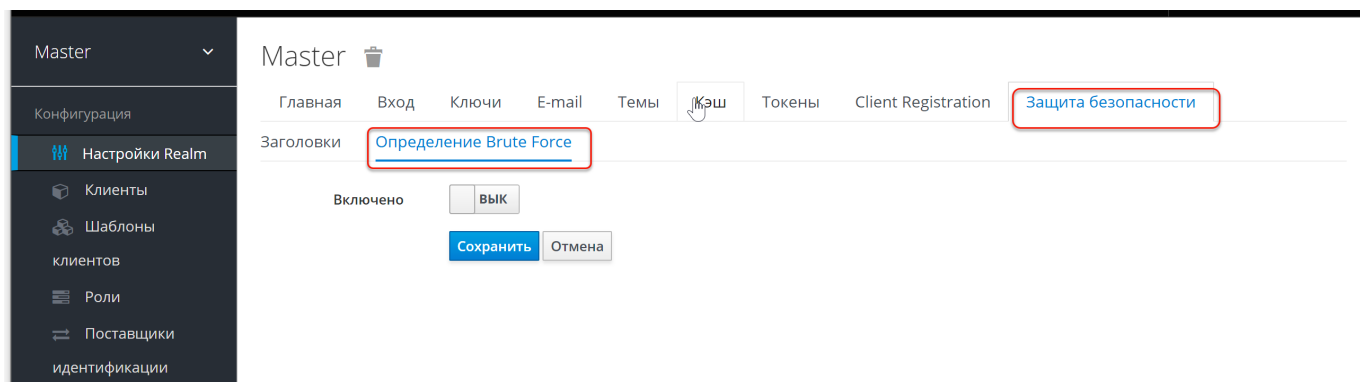 Master
Master
Главная Вход Ключи E-mail Темы Кэш Токены Client Registration Защита безопасности
Конфигурация
Заголовки Определение Brute Force
Настройки Realm
Клиенты
Включено ВЫК
Шаблоны
клиентов
Сохранить Отмена
Роли
Поставщики
идентификации